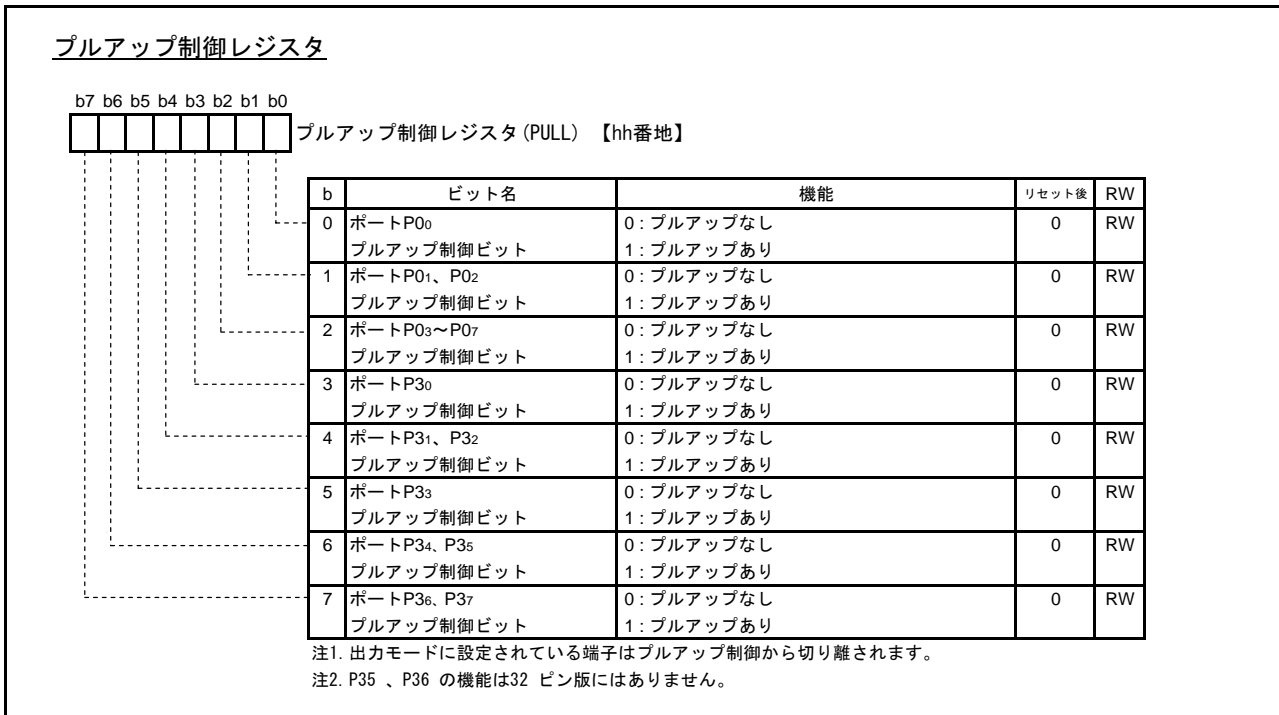 プルアップ制御レジスタ
b7 b6 b5 b4 b3 b2 b1 b0
プルアップ制御レジスタ(PULL) 【hh番地】
b ビット名 機能 リセット後 RW
0 ポートP00 0:プルアップなし 0 RW
プルアップ制御ビット 1:プルアップあり
1 ポートP01、P02 0:プルアップなし 0 RW
プルアップ制御ビット 1:プルアップあり
2 ポートP03〜P07 0:プルアップなし 0 RW
プルアップ制御ビット 1:プルアップあり
3 ポートP30 0:プルアップなし 0 RW
プルアップ制御ビット 1:プルアップあり
4 ポートP31、P32 0:プルアップなし 0 RW
プルアップ制御ビット 1:プルアップあり
5 ポートP33 0:プルアップなし 0 RW
プルアップ制御ビット 1:プルアップあり
6 ポートP34、P35 0:プルアップなし 0 RW
プルアップ制御ビット 1:プルアップあり
7 ポートP36、P37 0:プルアップなし 0 RW
プルアップ制御ビット 1:プルアップあり
注1. 出力モードに設定されている端子はプルアップ制御から切り離されます。
注2. P35 、P36 の機能は32 ピン版にはありません。